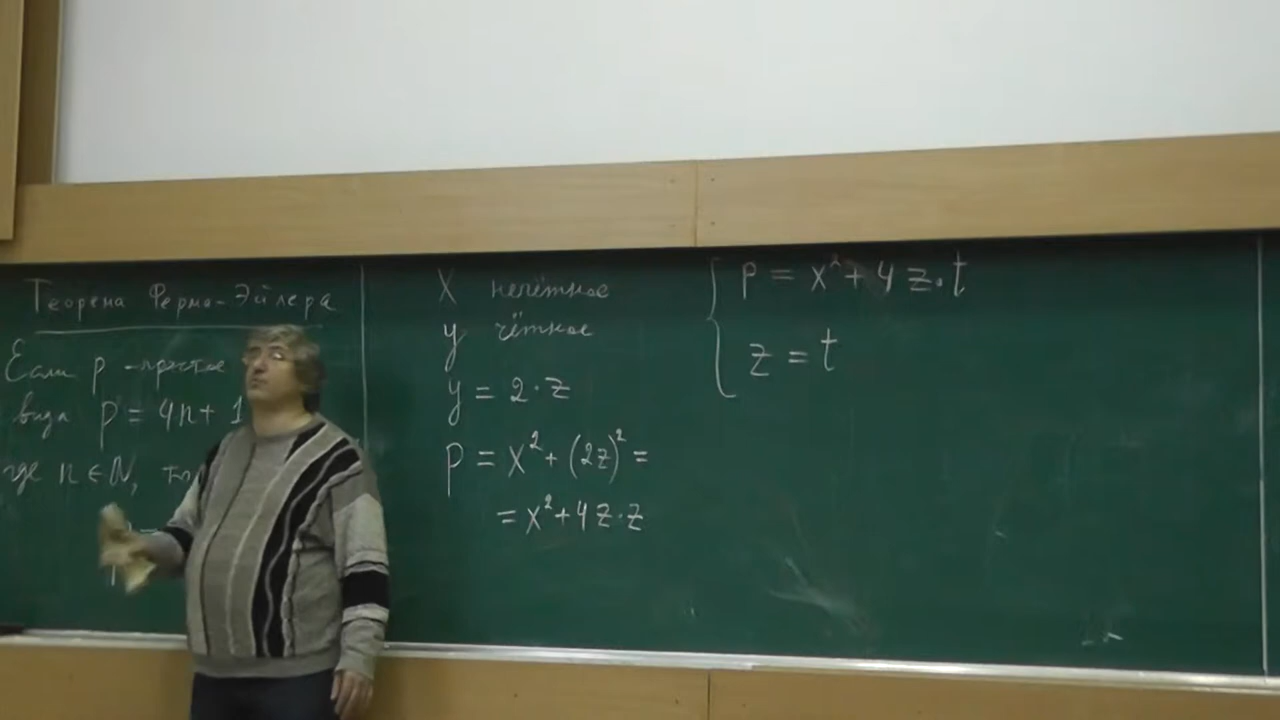 Теорема Ферма-Эйлера
Если p - простое
вида p = 4n + 1
где n ∈ N, то
x нечётное
y чётное
y = 2 · z
p = x² + (2z)² =
= x² + 4 z · z
p = x² + 4 z · t
z = t